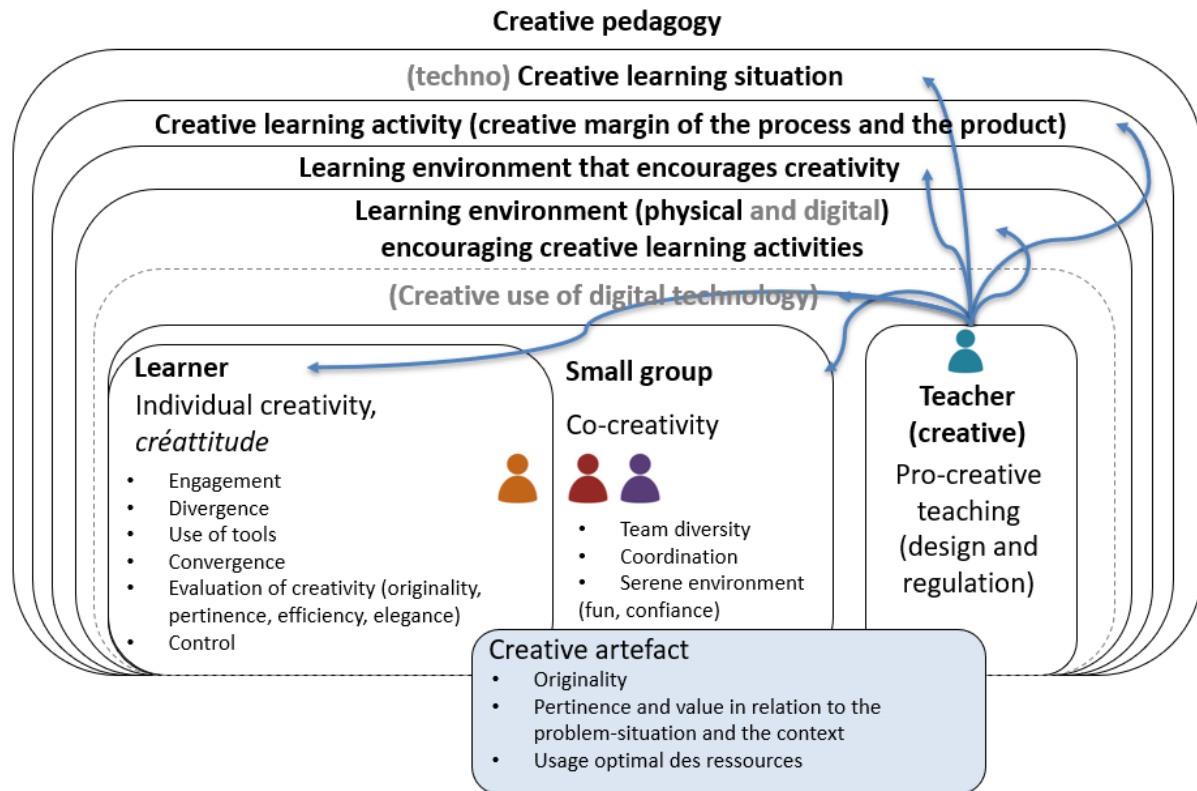 Creative pedagogy
(techno) Creative learning situation
Creative learning activity (creative margin of the process and the product)
Learning environment that encourages creativity
Learning environment (physical and digital)
encouraging creative learning activities
(Creative use of digital technology)
Learner
Individual creativity,
créattitude
• Engagement
• Divergence
• Use of tools
• Convergence
• Evaluation of creativity (originality,
pertinence, efficiency, elegance)
• Control
Small group
Co-creativity
• Team diversity
• Coordination
• Serene environment
(fun, confiance)
Teacher
(creative)
Pro-creative
teaching
(design and
regulation)
Creative artefact
• Originality
• Pertinence and value in relation to the
problem-situation and the context
• Usage optimal des ressources